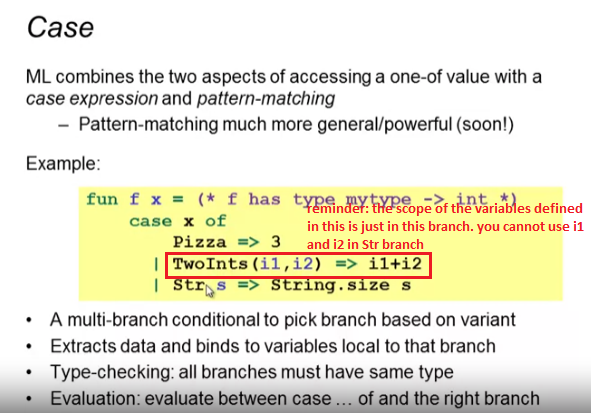 Case
ML combines the two aspects of accessing a one-of value with a
case expression and pattern-matching
– Pattern-matching much more general/powerful (soon!)
Example:
fun f x = (* f has type mytype -> int *)
reminder: the scope of the variables defined
case x of
in this is just in this branch. you cannot use i1
Pizza => 3
and i2 in Str branch
| TwoInts(i1,i2) => i1+i2
| Str s => String.size s
• A multi-branch conditional to pick branch based on variant
• Extracts data and binds to variables local to that branch
• Type-checking: all branches must have same type
• Evaluation: evaluate between case ... of and the right branch